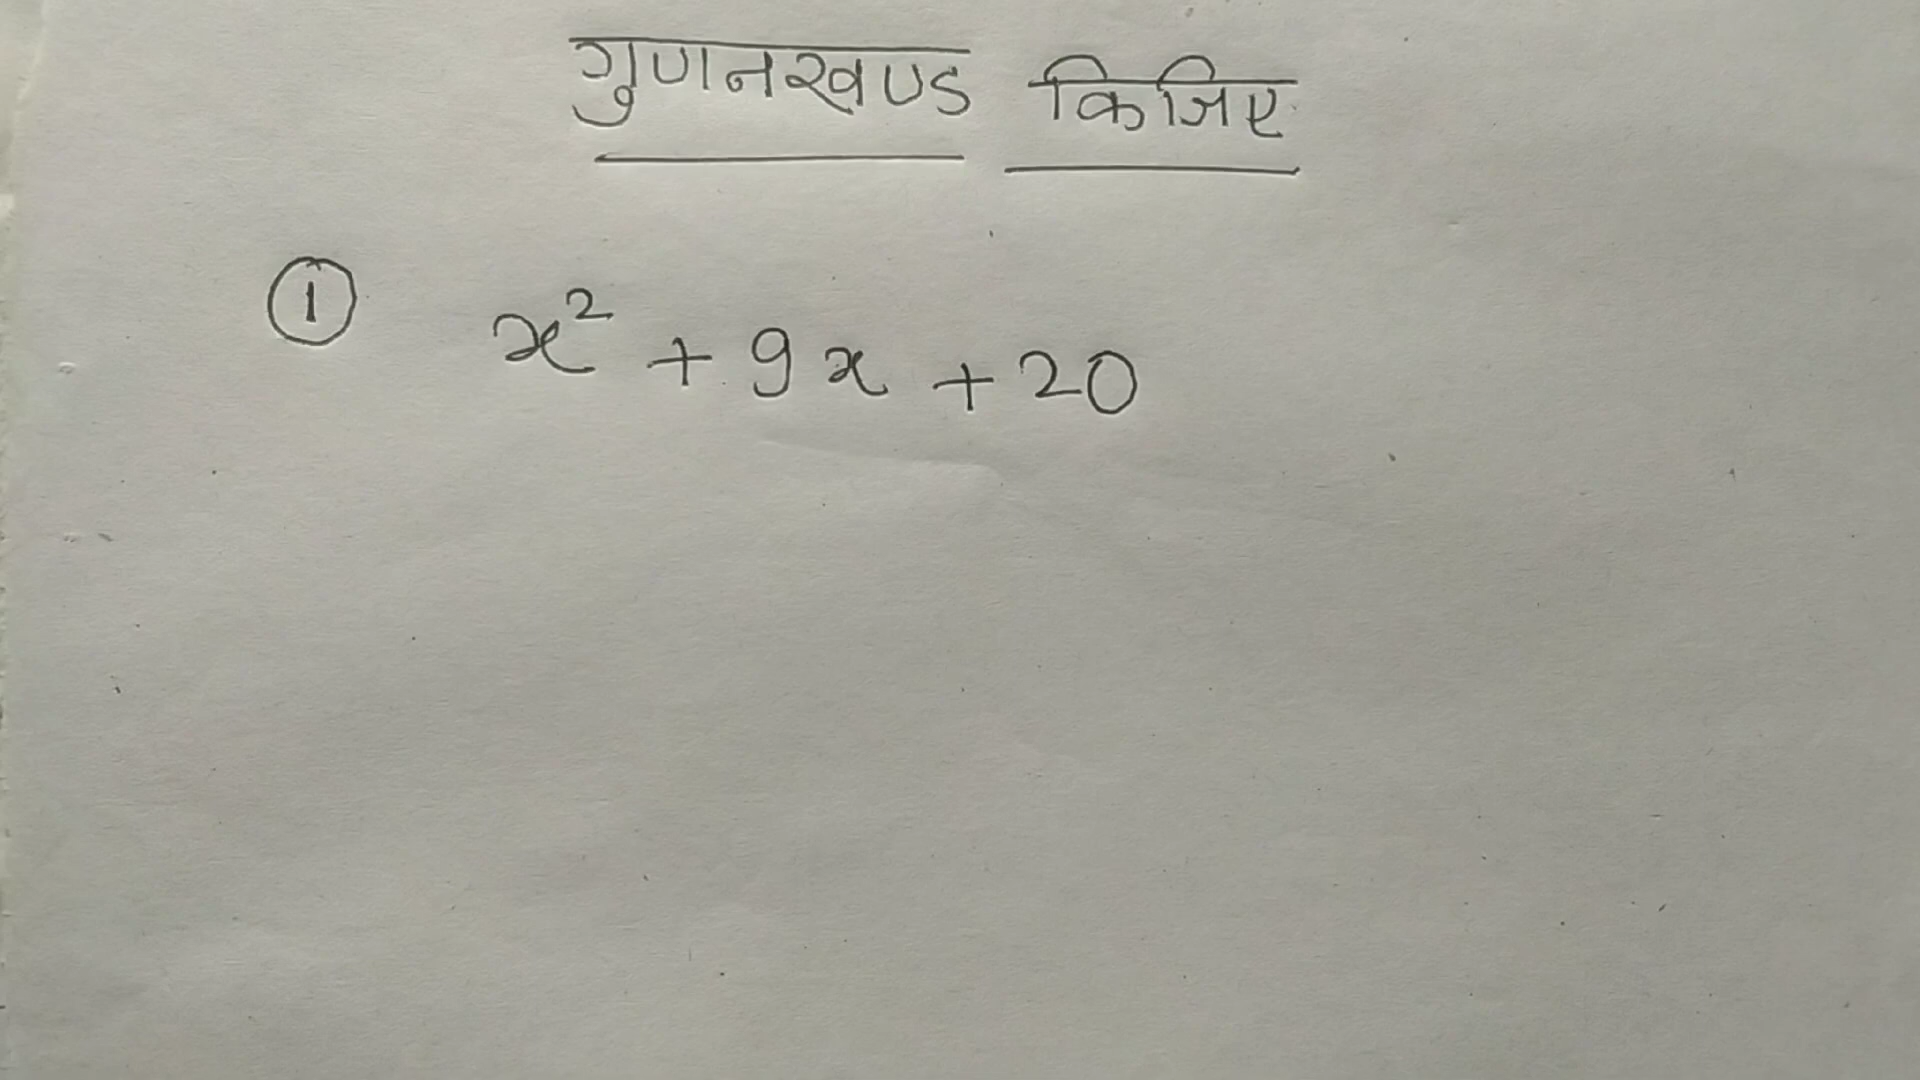 गुणनखण्ड किजिए
① x² + 9x + 20